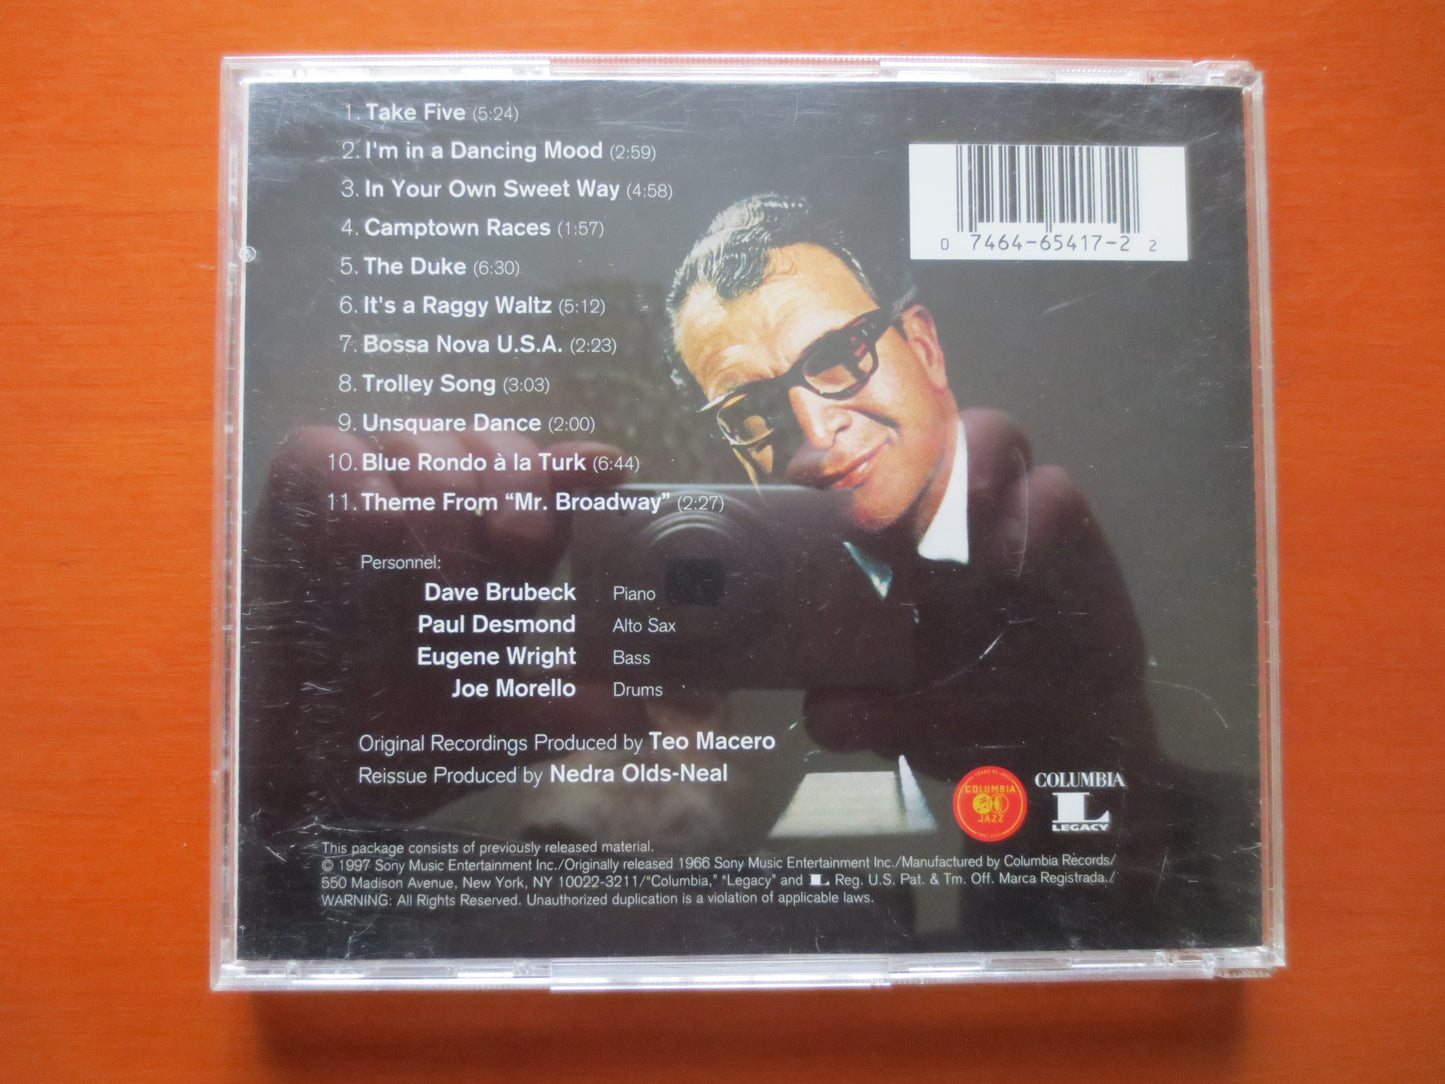 1. Take Five (5:24)
2. I'm in a Dancing Mood (2:59)
3. In Your Own Sweet Way (4:58)
4. Camptown Races (1:57)
5. The Duke (6:30)
6. It's a Raggy Waltz (5:12)
7. Bossa Nova U.S.A. (2:23)
8. Trolley Song (3:03)
9. Unsquare Dance (2:00)
10. Blue Rondo à la Turk (6:44)
11. Theme From “Mr. Broadway” (2:27)
0 7464-65417-2 2
Personnel:
Dave Brubeck Piano
Paul Desmond Alto Sax
Eugene Wright Bass
Joe Morello Drums
Original Recordings Produced by Teo Macero
Reissue Produced by Nedra Olds-Neal
COLUMBIA
JAZZ
COLUMBIA
L
LEGACY
This package consists of previously released material.
© 1997 Sony Music Entertainment Inc./Originally released 1966 Sony Music Entertainment Inc./Manufactured by Columbia Records/
550 Madison Avenue, New York, NY 10022-3211/“Columbia,” “Legacy” and L Reg. U.S. Pat. & Tm. Off. Marca Registrada./
WARNING: All Rights Reserved. Unauthorized duplication is a violation of applicable laws.